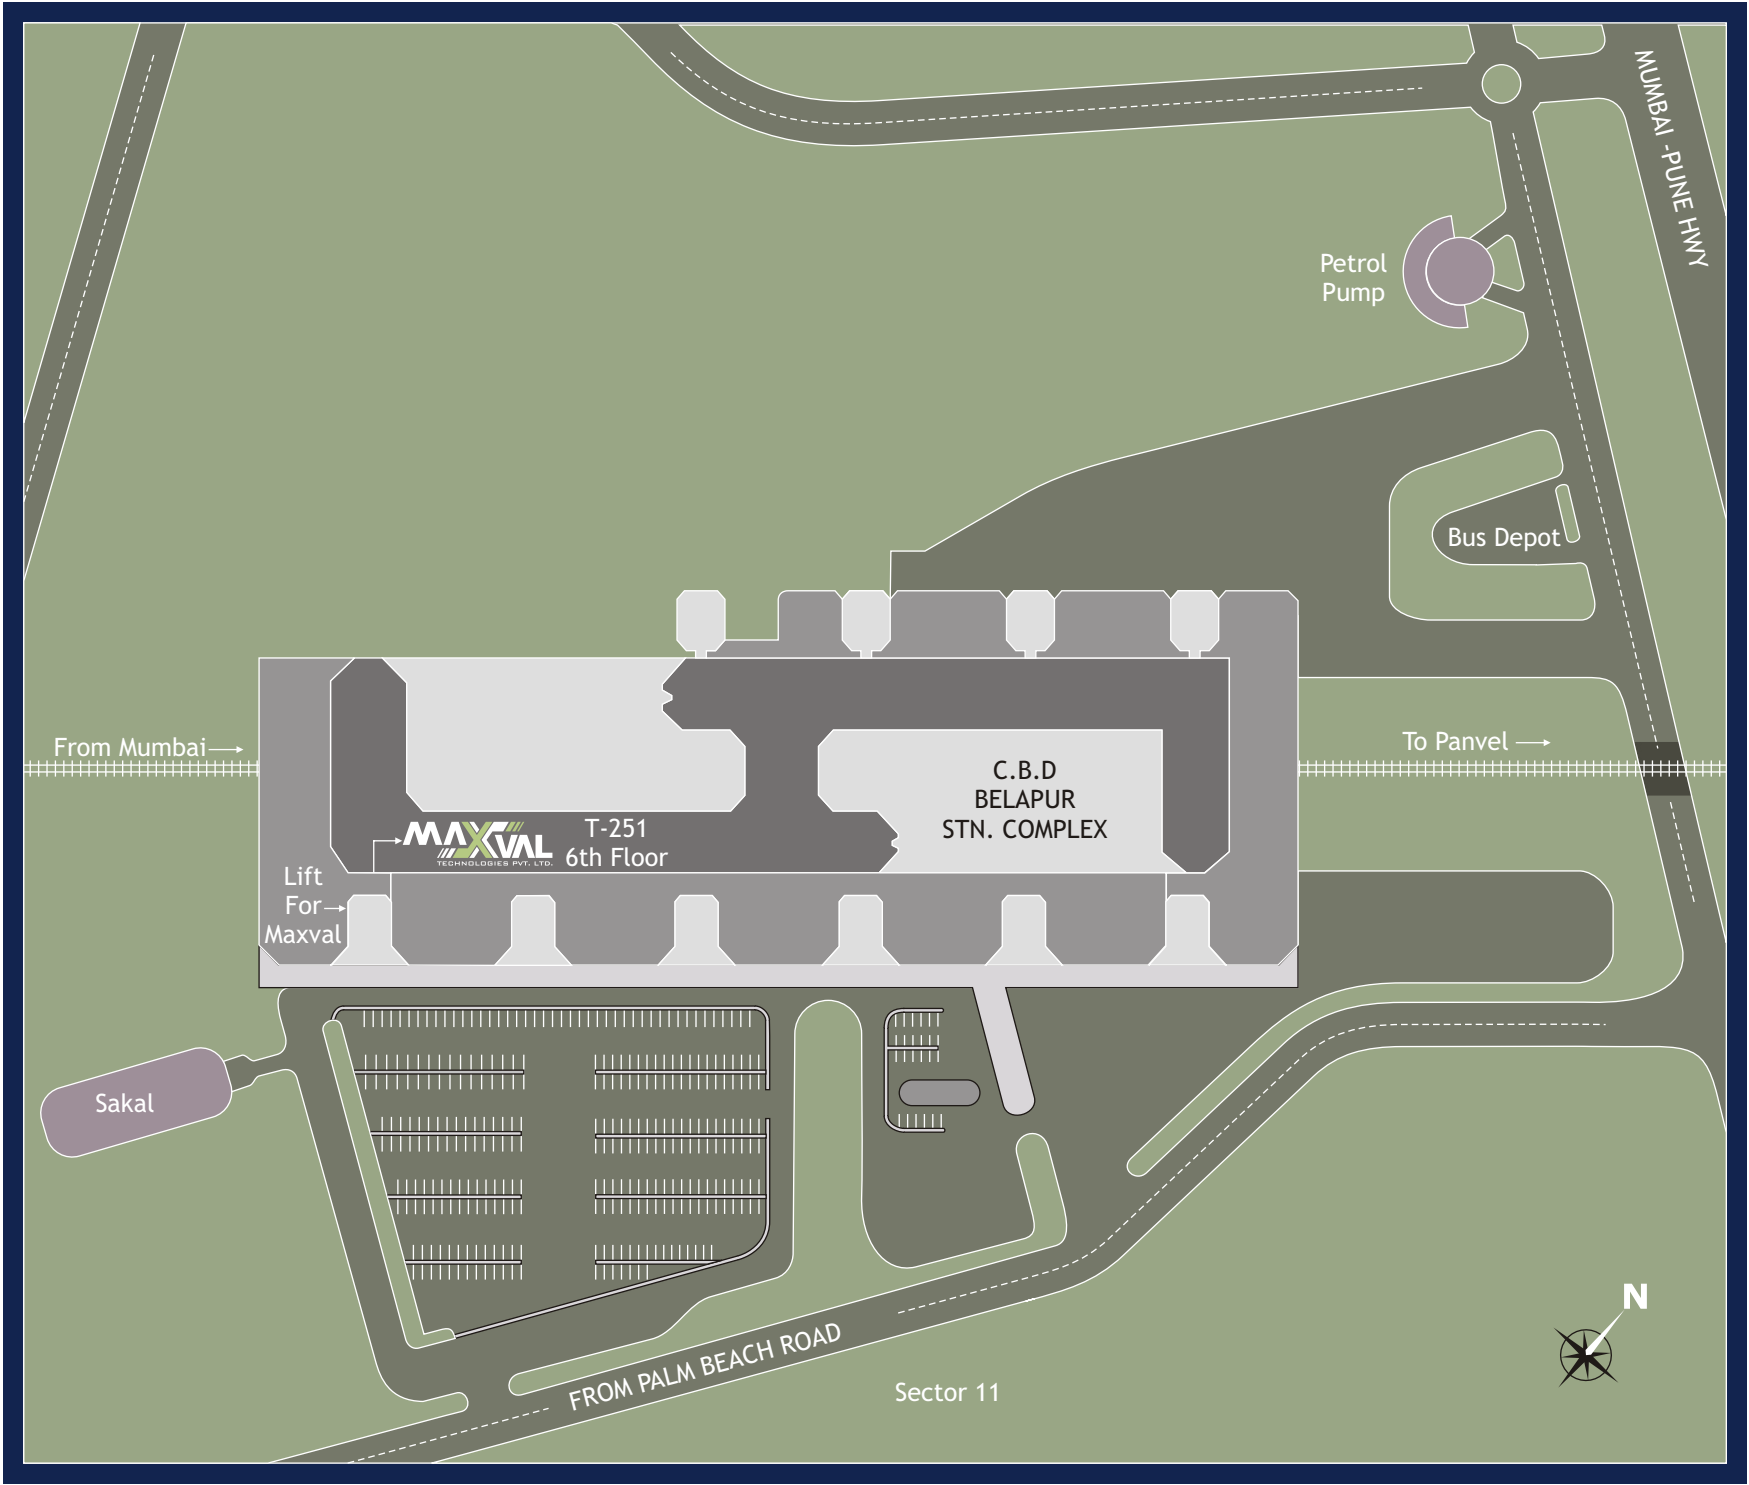 MUMBAI -PUNE HWY
Petrol
Pump
Bus Depot
From Mumbai
To Panvel
C.B.D
BELAPUR
STN. COMPLEX
MAXVAL
TECHNOLOGIES PVT. LTD.
T-251
6th Floor
Lift
For
Maxval
Sakal
N
FROM PALM BEACH ROAD
Sector 11